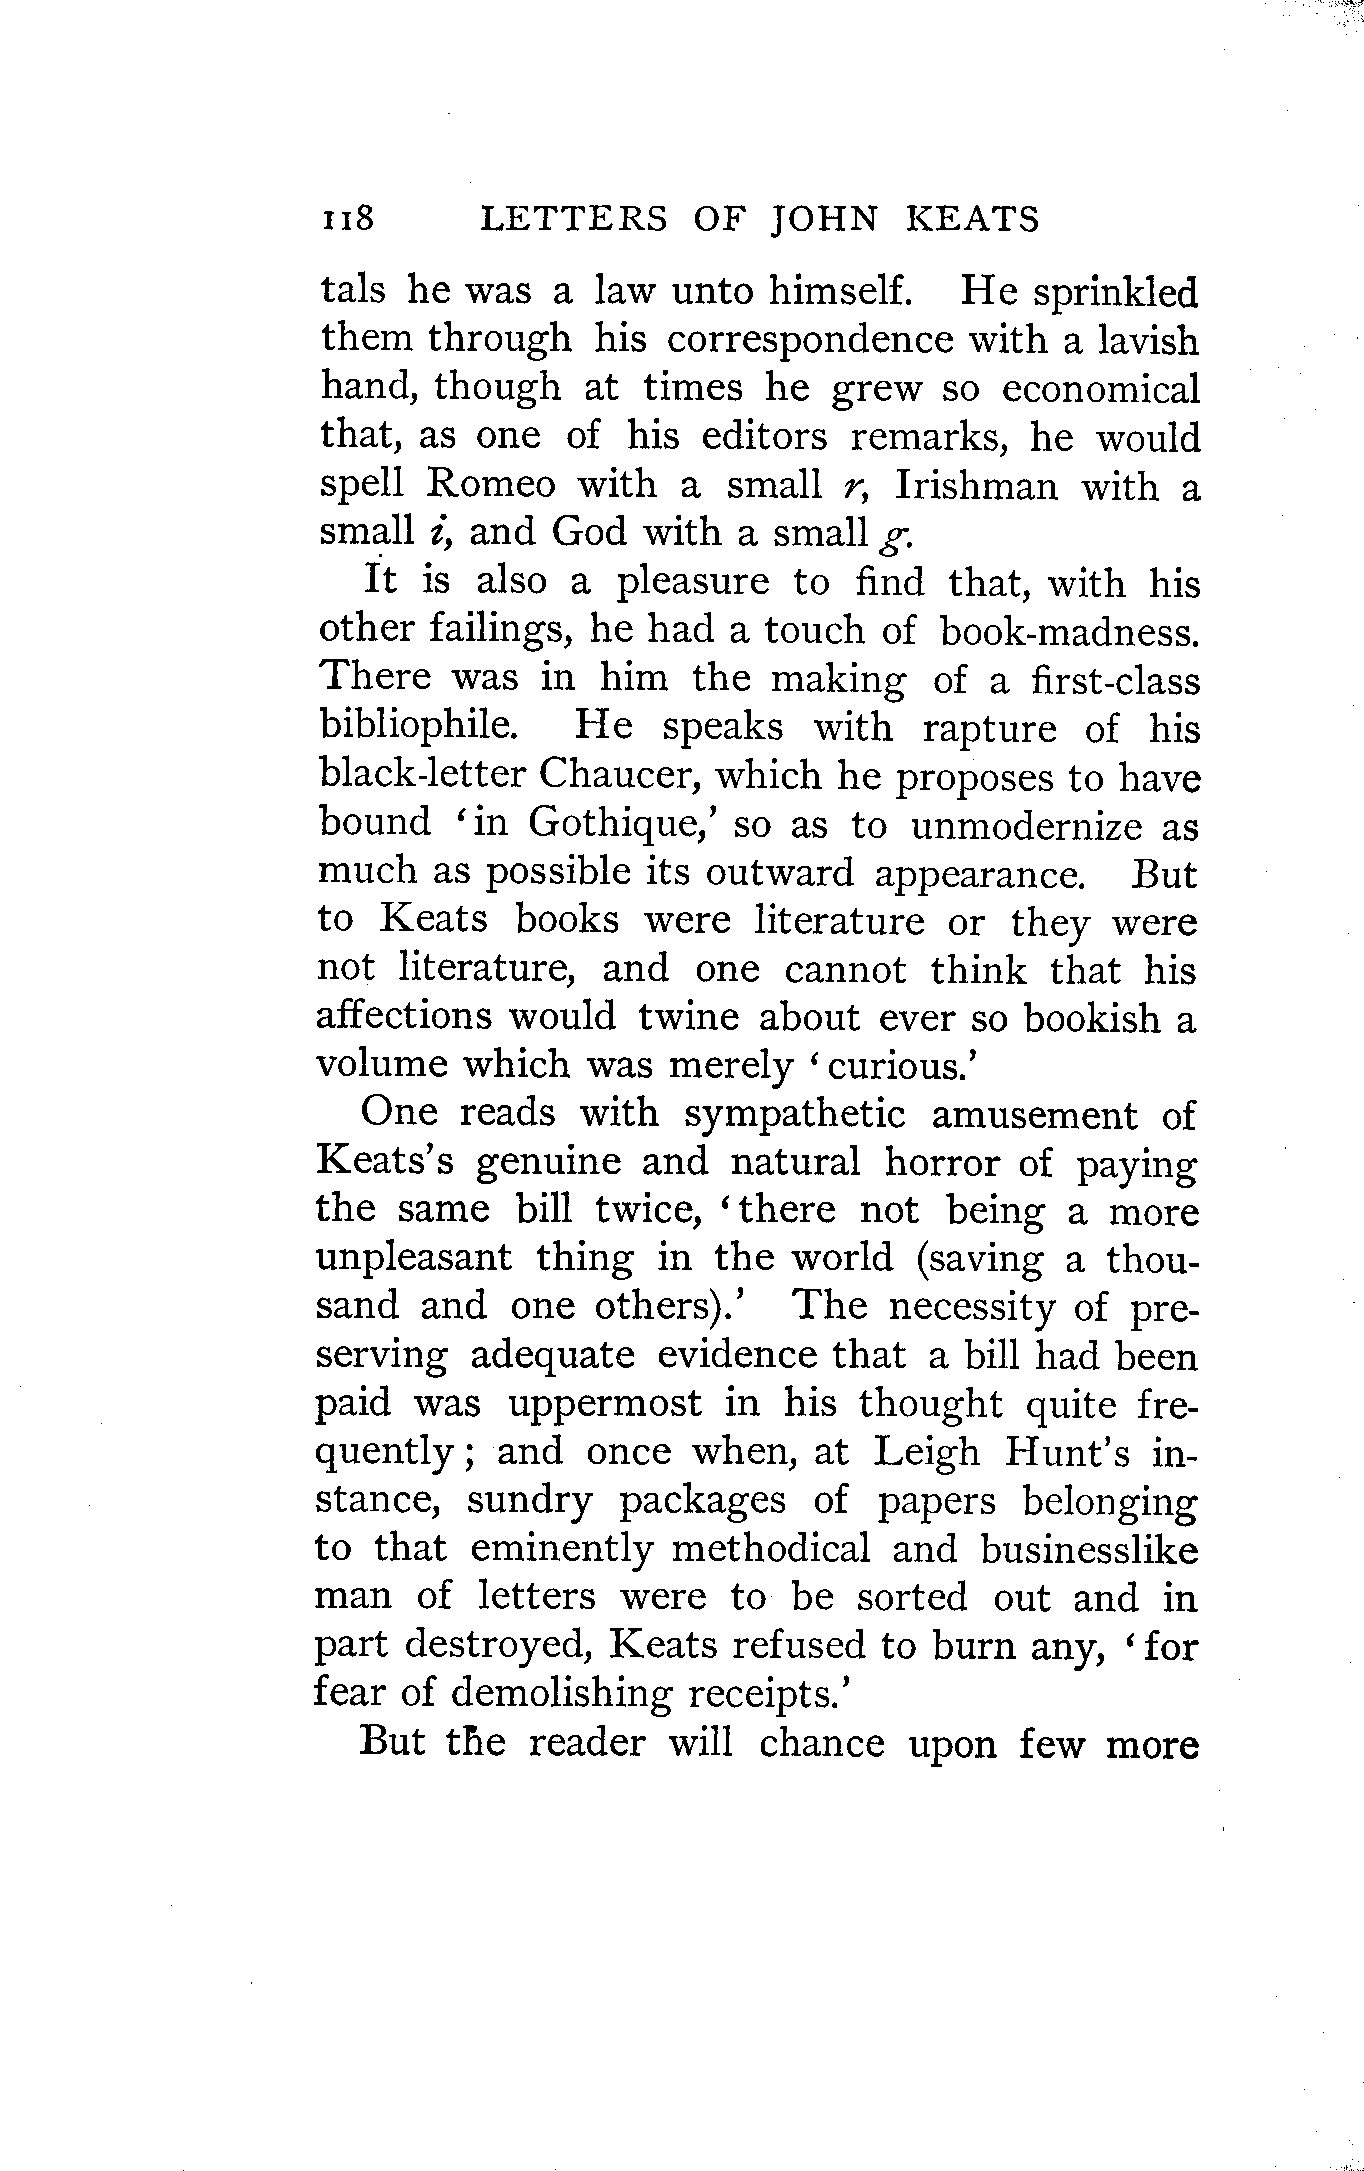 118 LETTERS OF JOHN KEATS
tals he was a law unto himself. He sprinkled
them through his correspondence with a lavish
hand, though at times he grew so economical
that, as one of his editors remarks, he would
spell Romeo with a small r, Irishman with a
small i, and God with a small g.
It is also a pleasure to find that, with his
other failings, he had a touch of book-madness.
There was in him the making of a first-class
bibliophile. He speaks with rapture of his
black-letter Chaucer, which he proposes to have
bound ‘in Gothique,’ so as to unmodernize as
much as possible its outward appearance. But
to Keats books were literature or they were
not literature, and one cannot think that his
affections would twine about ever so bookish a
volume which was merely ‘curious.’
One reads with sympathetic amusement of
Keats’s genuine and natural horror of paying
the same bill twice, ‘there not being a more
unpleasant thing in the world (saving a thou-
sand and one others).’ The necessity of pre-
serving adequate evidence that a bill had been
paid was uppermost in his thought quite fre-
quently; and once when, at Leigh Hunt’s in-
stance, sundry packages of papers belonging
to that eminently methodical and businesslike
man of letters were to be sorted out and in
part destroyed, Keats refused to burn any, ‘for
fear of demolishing receipts.’
But the reader will chance upon few more